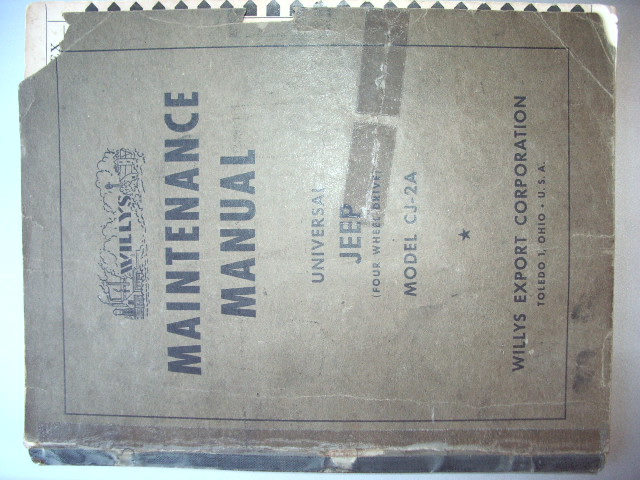 WILLYS
MAINTENANCE
MANUAL
UNIVERSAL
JEEP
(FOUR WHEEL DRIVE)
MODEL CJ-2A
WILLYS EXPORT CORPORATION
TOLEDO 1, OHIO • U.S.A.